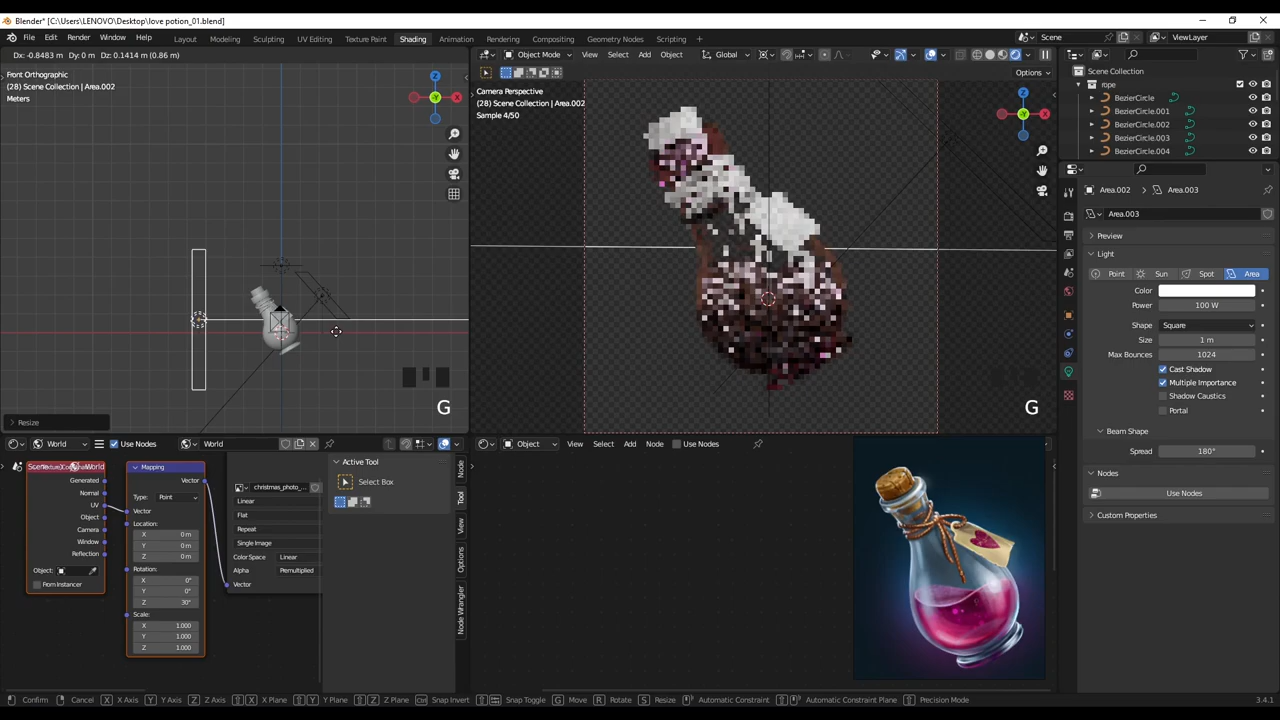 Blender* [C:\Users\LENOVO\Desktop\love potion_01.blend]
File Edit Render Window Help Layout Modeling Sculpting UV Editing Texture Paint Shading Animation Rendering Compositing Geometry Nodes Scripting + Scene ViewLayer
Dx: -0.8483 m Dy: 0 m Dz: 0.1414 m (0.86 m)
Object Mode View Select Add Object Global
Options
Front Orthographic
(28) Scene Collection | Area.002
Meters
Z
X
Y
Camera Perspective
(28) Scene Collection | Area.002
Sample 4/50
Z
X
Y
Scene Collection
rope
BezierCircle
BezierCircle.001
BezierCircle.002
BezierCircle.003
BezierCircle.004
Area.002 Area.003
Area.003
Preview
Light
Point Sun Spot Area
Color
Power 100 W
Shape Square
Size 1 m
Max Bounces 1024
Cast Shadow
Multiple Importance
Shadow Caustics
Portal
Beam Shape
Spread 180°
Nodes
Use Nodes
Custom Properties
G
G
Resize
World Use Nodes World
Object View Select Add Node Use Nodes
Scene World
Generated
Normal
UV
Object
Camera
Window
Reflection
Object:
From Instancer
Mapping
Vector
Type: Point
Vector
Location:
X 0 m
Y 0 m
Z 0 m
Rotation:
X 0°
Y 0°
Z 30°
Scale:
X 1.000
Y 1.000
Z 1.000
christmas_photo_...
Linear
Flat
Repeat
Single Image
Color Space Linear
Alpha Premultiplied
Vector
Active Tool
Select Box
Node
Tool
View
Options
Node Wrangler
Confirm Cancel X X Axis Y Y Axis Z Z Axis X X Plane Y Y Plane Z Z Plane Ctrl Snap Invert Snap Toggle G Move R Rotate S Resize Automatic Constraint Automatic Constraint Plane Precision Mode 3.4.1